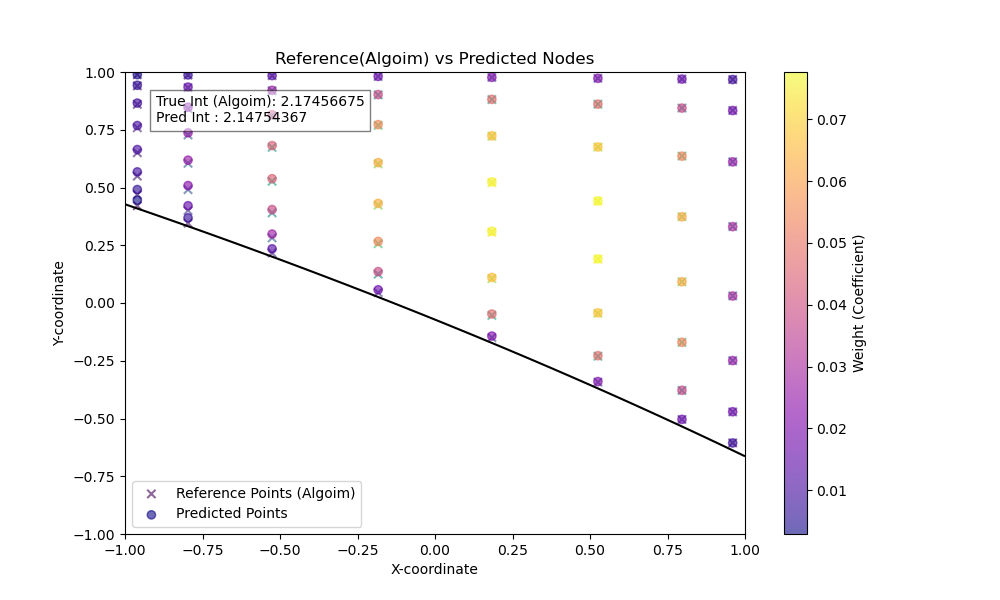 Reference(Algoim) vs Predicted Nodes
True Int (Algoim): 2.17456675
Pred Int : 2.14754367
1.00
0.75
0.50
0.25
0.00
−0.25
−0.50
−0.75
−1.00
Y-coordinate
Reference Points (Algoim)
Predicted Points
−1.00 −0.75 −0.50 −0.25 0.00 0.25 0.50 0.75 1.00
X-coordinate
0.07
0.06
0.05
0.04
0.03
0.02
0.01
Weight (Coefficient)